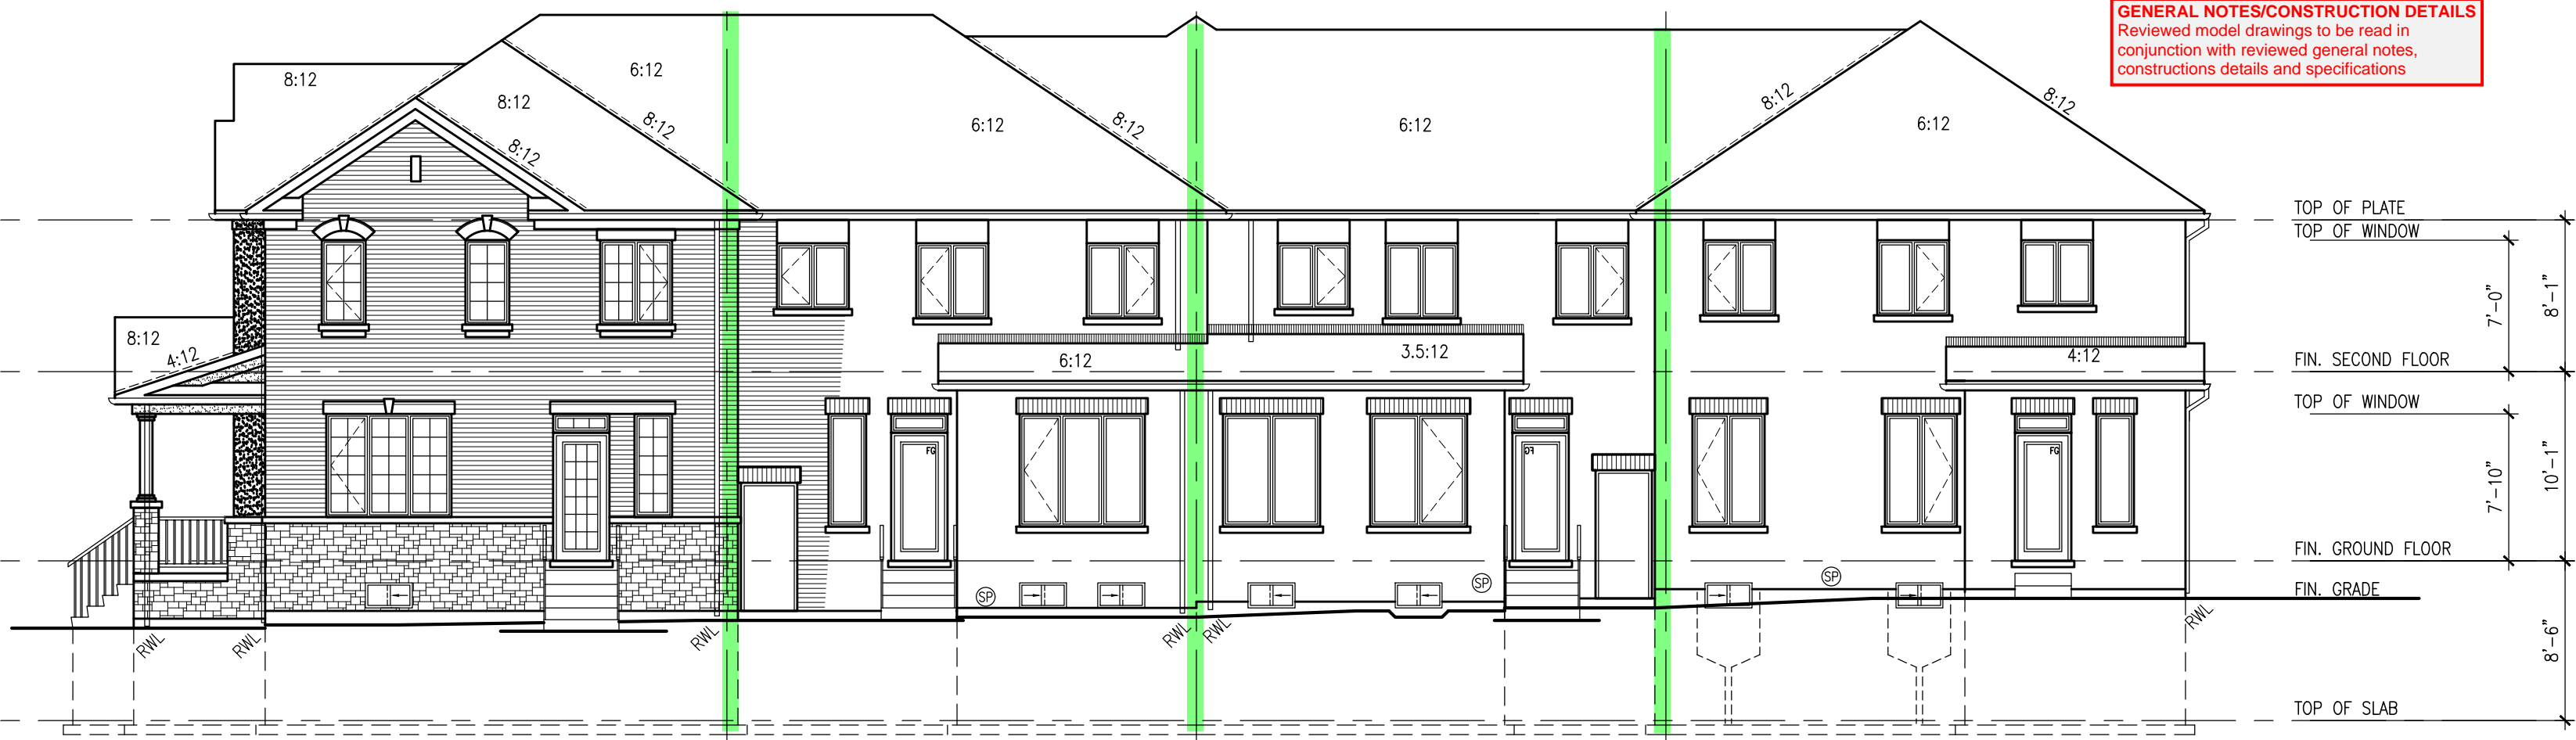 GENERAL NOTES/CONSTRUCTION DETAILS
Reviewed model drawings to be read in
conjunction with reviewed general notes,
constructions details and specifications
8:12
6:12
8:12
8:12
8:12
6:12
8:12
6:12
8:12
6:12
8:12
TOP OF PLATE
TOP OF WINDOW
7'-0"
8'-1"
8:12
4:12
6:12
3.5:12
4:12
FIN. SECOND FLOOR
TOP OF WINDOW
7'-10"
10'-1"
FG
FG
FG
FIN. GROUND FLOOR
SP
SP
SP
FIN. GRADE
RWL
RWL
RWL
RWL
RWL
RWL
8'-6"
TOP OF SLAB